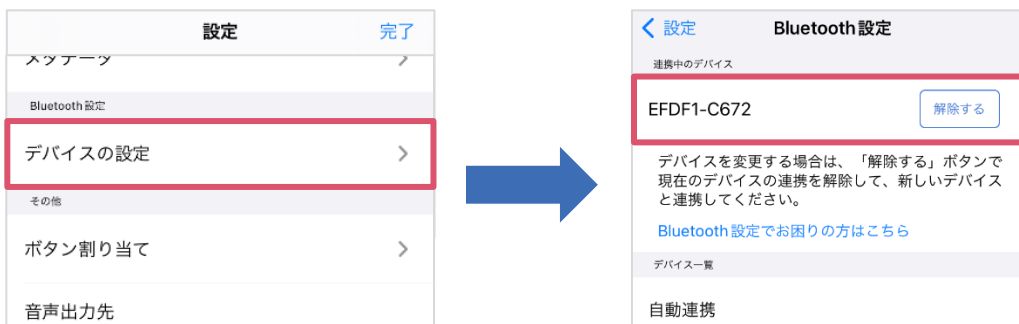 設定
完了
メタデータ
Bluetooth 設定
デバイスの設定
その他
ボタン割り当て
音声出力先
設定
Bluetooth設定
連携中のデバイス
EFDF1-C672
解除する
デバイスを変更する場合は、「解除する」ボタンで
現在のデバイスの連携を解除して、新しいデバイス
と連携してください。
Bluetooth設定でお困りの方はこちら
デバイス一覧
自動連携